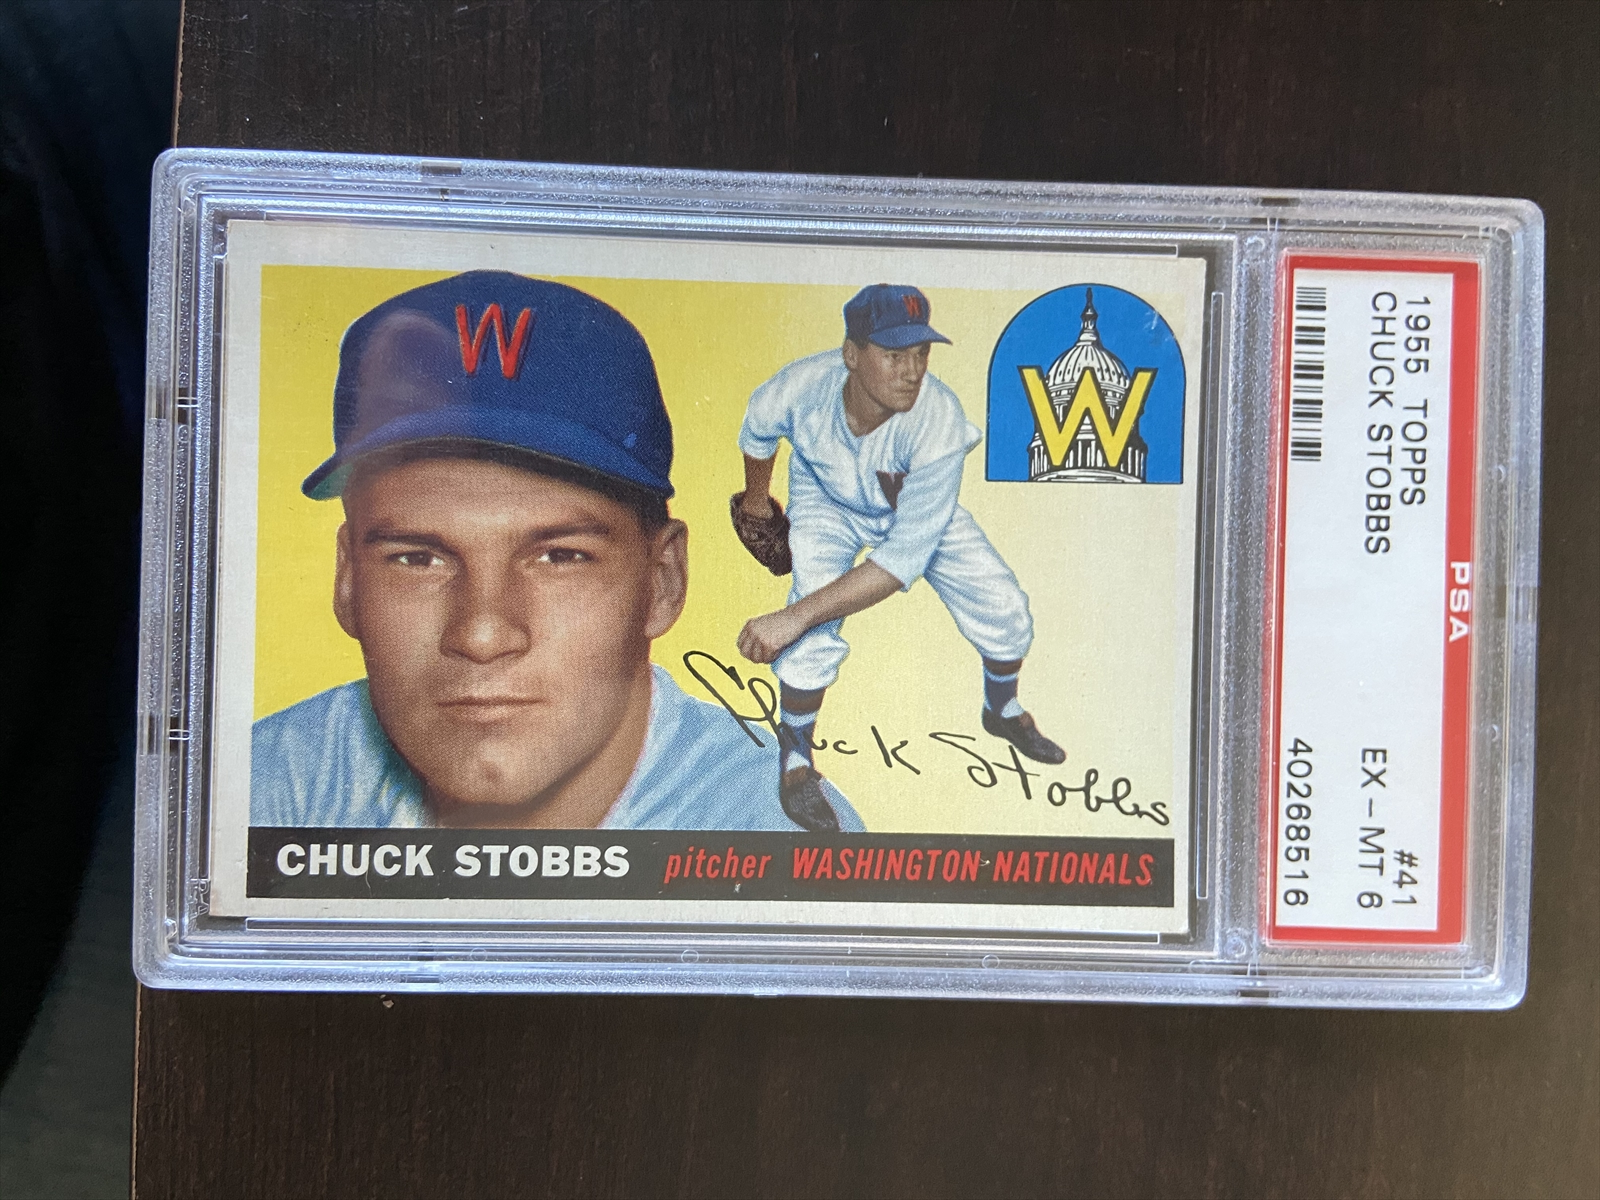 W
W
W
Chuck Stobbs
CHUCK STOBBS pitcher WASHINGTON NATIONALS
PSA
1955 TOPPS #41
CHUCK STOBBS EX-MT 6
40268516